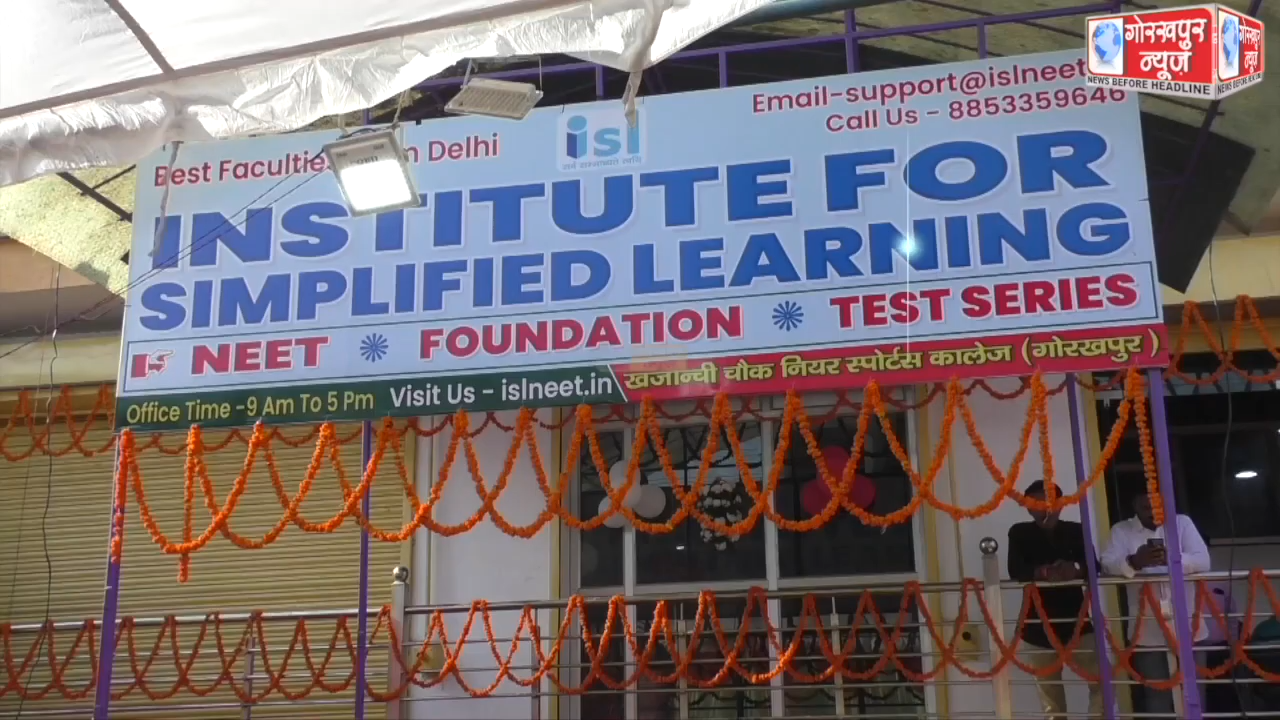 गोरखपुर
न्यूज़
NEWS BEFORE HEADLINE
गोरखपुर
न्यूज़
Email-support@islneet
Call Us - 8853359646
Best Faculties Delhi
isl
INSTITUTE FOR
SIMPLIFIED LEARNING
NEET FOUNDATION TEST SERIES
Office Time -9 Am To 5 Pm Visit Us - islneet.in
खजान्ची चौक नियर स्पोर्टस कालेज (गोरखपुर )